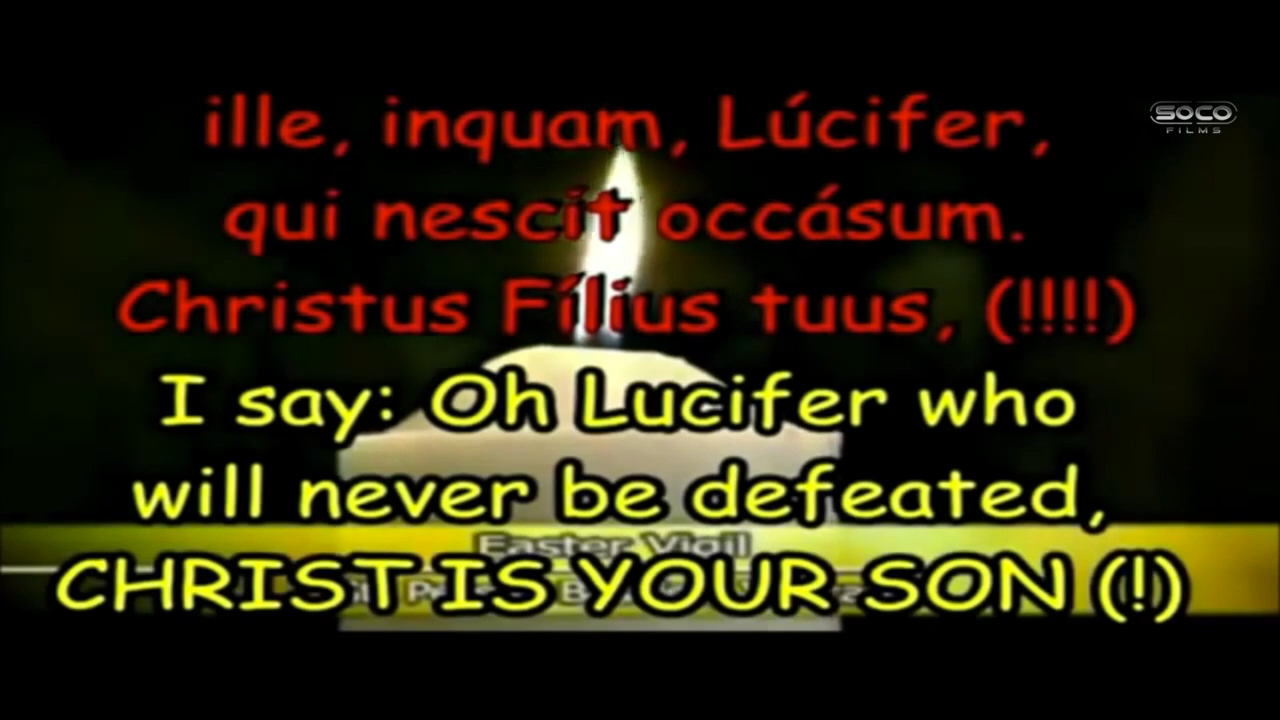 SOCO
FILMS
ille, inquam, Lúcifer,
qui nescit occásum.
Christus Fílius tuus, (!!!!)
I say: Oh Lucifer who
will never be defeated,
Easter Vigil
CHRIST IS YOUR SON (!)